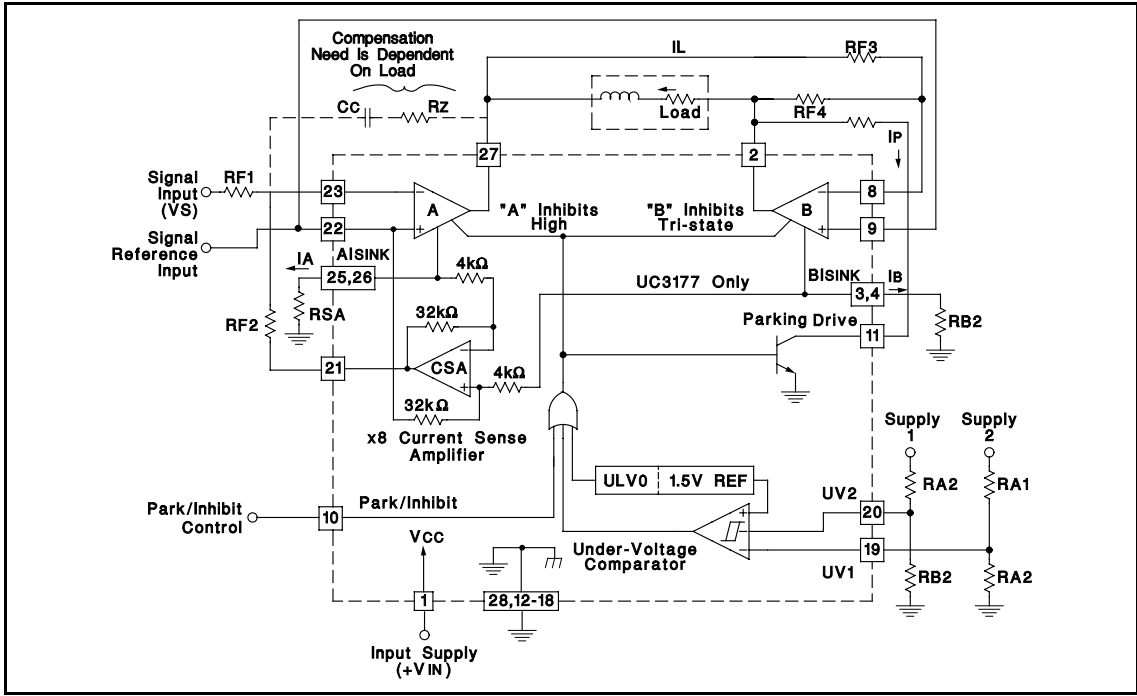 Compensation
Need Is Dependent
On Load
IL
RF3
CC
RZ
Load
RF4
IP
27
2
Signal
Input
(VS)
RF1
23
A
"A" Inhibits
High
"B" Inhibits
Tri-state
B
8
22
9
Signal
Reference
Input
IA
AISINK
25,26
4kΩ
UC3177 Only
BISINK
IB
3,4
RSA
RF2
32kΩ
Parking Drive
11
RB2
21
CSA
4kΩ
32kΩ
x8 Current Sense
Amplifier
Supply
1
Supply
2
ULV0
1.5V REF
RA2
RA1
Park/Inhibit
Control
10
Park/Inhibit
UV2
20
VCC
Under-Voltage
Comparator
19
UV1
RB2
RA2
1
28,12-18
Input Supply
(+VIN)